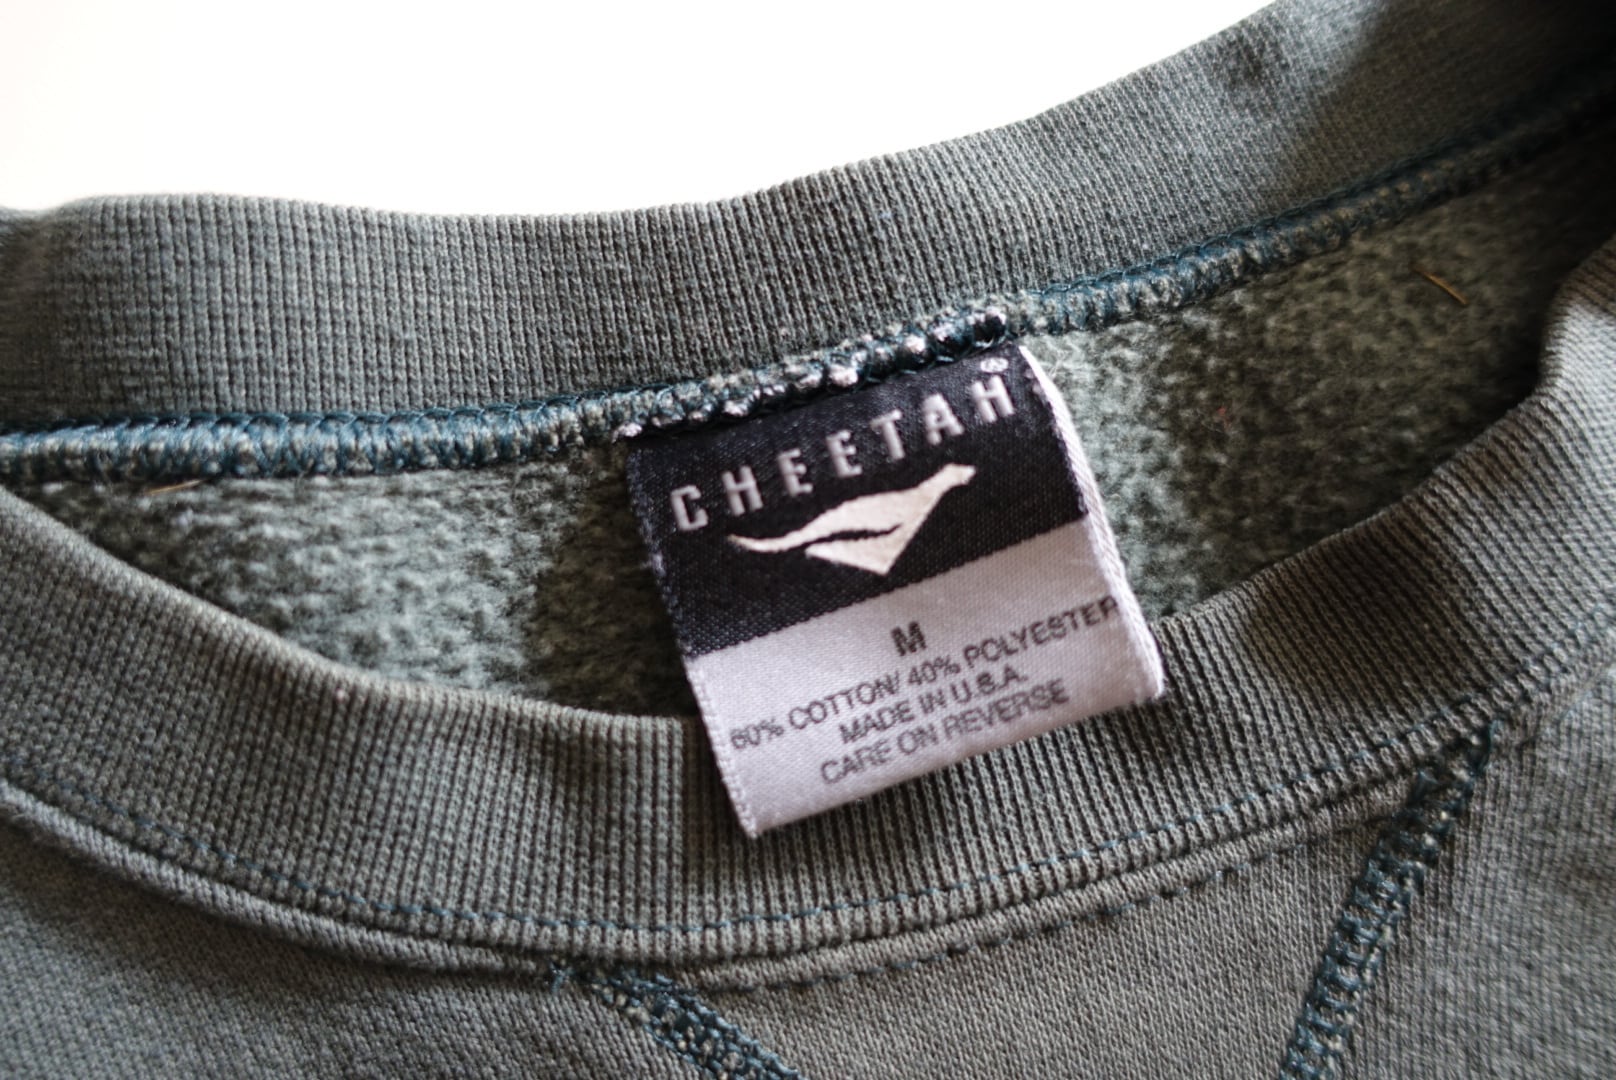 CHEETAH®
M
60% COTTON/ 40% POLYESTER
MADE IN U.S.A.
CARE ON REVERSE